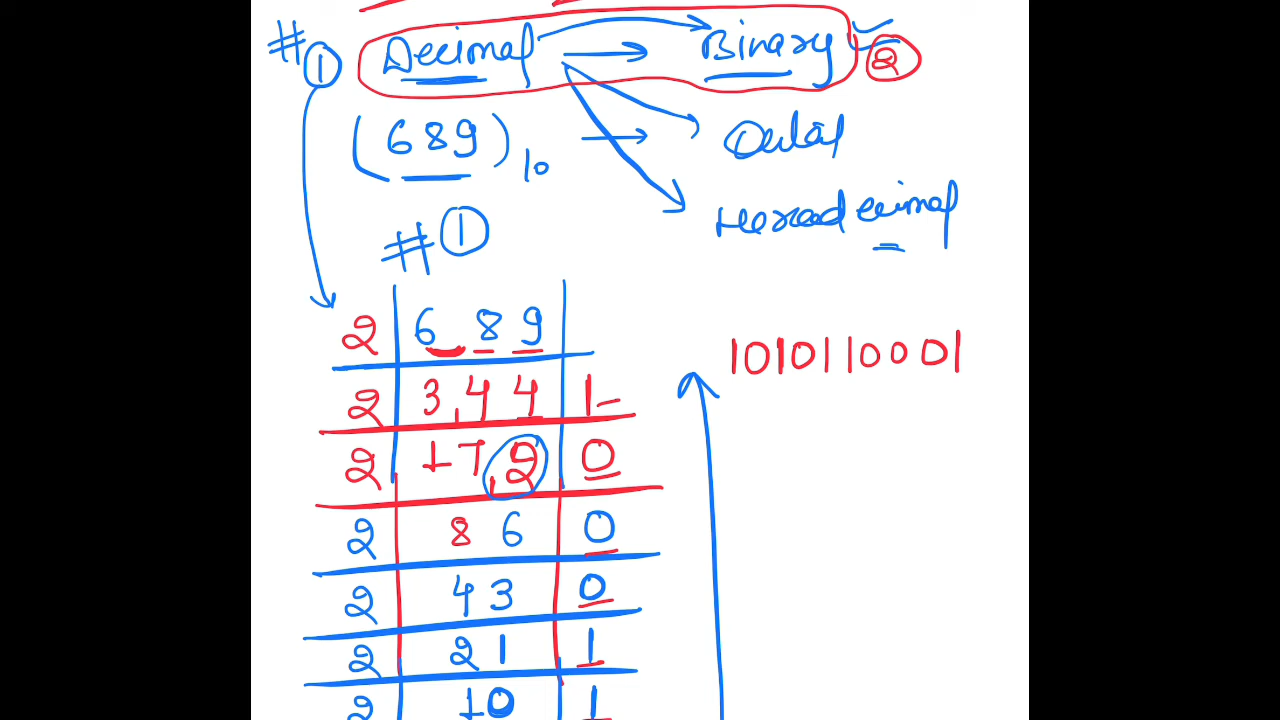 # ① Decimal → Binary ②
(689)₁₀ → Octal
Hexadecimal
# ①
2 | 689
2 | 344 | 1
2 | 172 | 0
2 | 86 | 0
2 | 43 | 0
2 | 21 | 1
2 | 10 | 1
1010110001